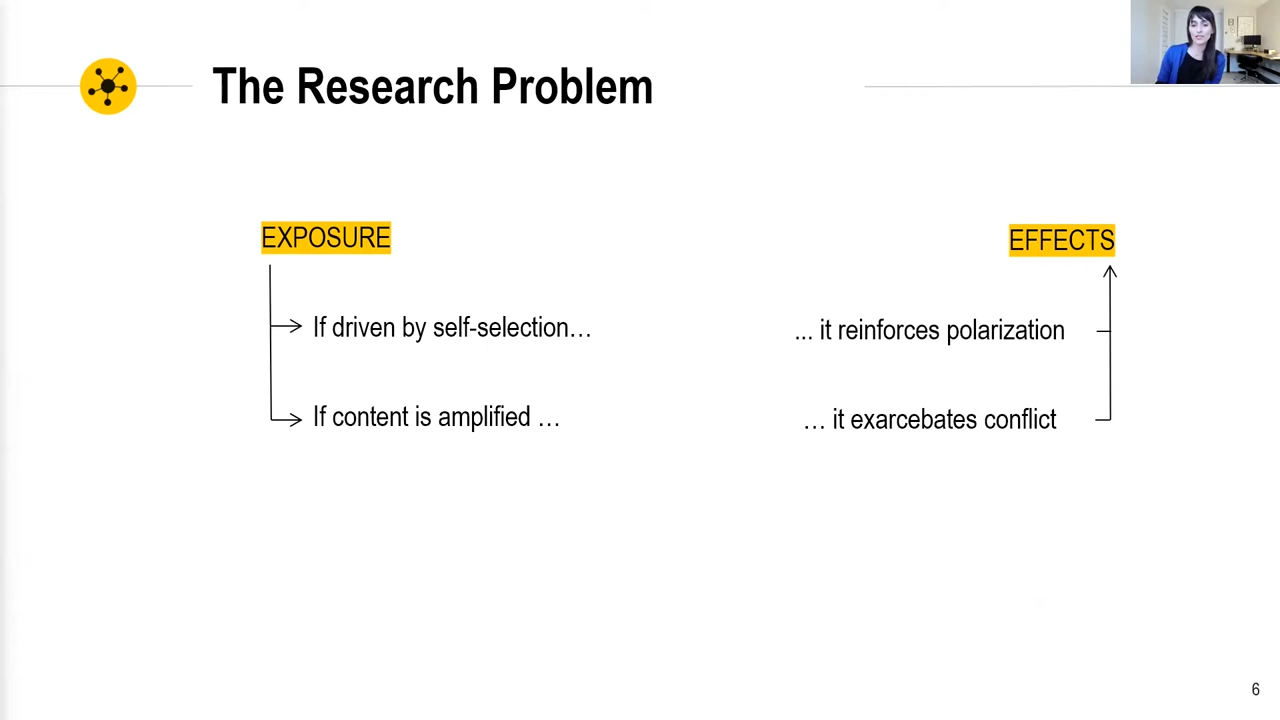 The Research Problem
EXPOSURE
EFFECTS
If driven by self-selection…
... it reinforces polarization
If content is amplified …
… it exarcebates conflict
6